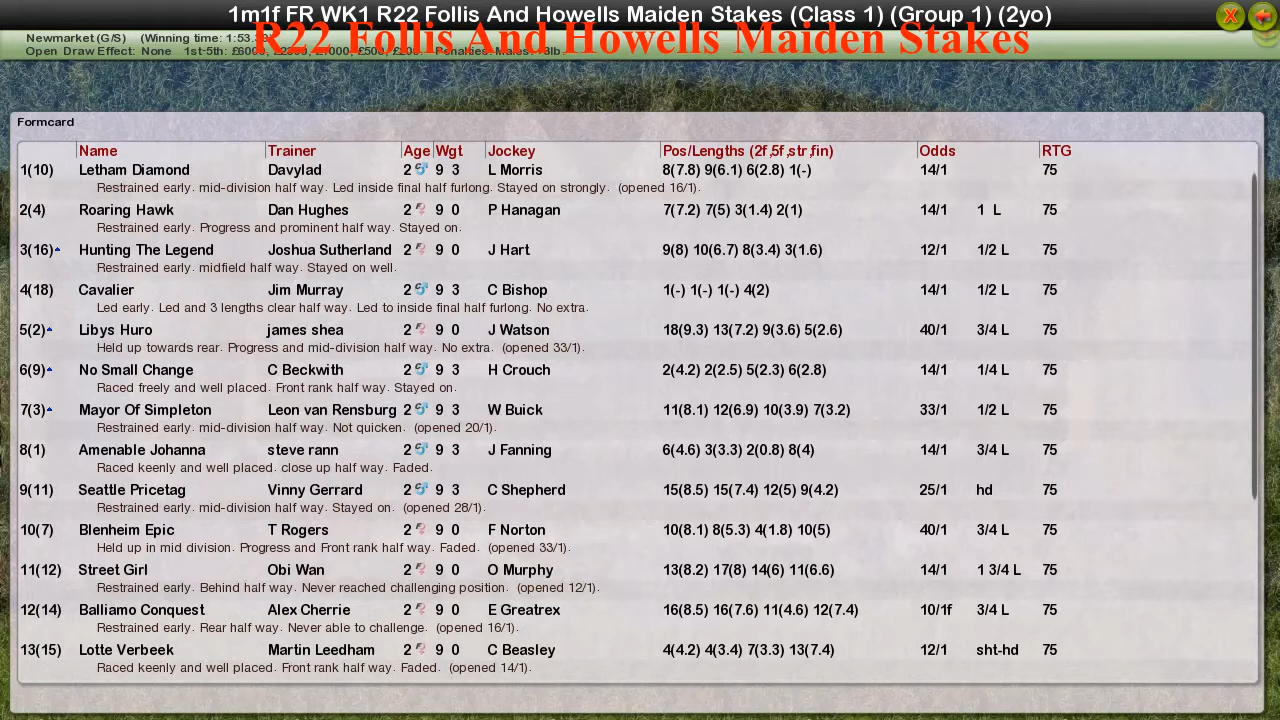 1m1f FR WK1 R22 Follis And Howells Maiden Stakes (Class 1) (Group 1) (2yo)
R22 Follis And Howells Maiden Stakes
Newmarket (G/S) (Winning time: 1:53.
Open Draw Effect: None 1st-5th: £6000,
Formcard
Name Trainer Age Wgt Jockey Pos/Lengths (2f,5f,str,fin) Odds RTG
1(10) Letham Diamond Davylad 2 9 3 L Morris 8(7.8) 9(6.1) 6(2.8) 1(-) 14/1 75
Restrained early. mid-division half way. Led inside final half furlong. Stayed on strongly. (opened 16/1).
2(4) Roaring Hawk Dan Hughes 2 9 0 P Hanagan 7(7.2) 7(5) 3(1.4) 2(1) 14/1 1 L 75
Restrained early. Progress and prominent half way. Stayed on.
3(16) Hunting The Legend Joshua Sutherland 2 9 0 J Hart 9(8) 10(6.7) 8(3.4) 3(1.6) 12/1 1/2 L 75
Restrained early. midfield half way. Stayed on well.
4(18) Cavalier Jim Murray 2 9 3 C Bishop 1(-) 1(-) 1(-) 4(2) 14/1 1/2 L 75
Led early. Led and 3 lengths clear half way. Led to inside final half furlong. No extra.
5(2) Libys Huro james shea 2 9 0 J Watson 18(9.3) 13(7.2) 9(3.6) 5(2.6) 40/1 3/4 L 75
Held up towards rear. Progress and mid-division half way. No extra. (opened 33/1).
6(9) No Small Change C Beckwith 2 9 3 H Crouch 2(4.2) 2(2.5) 5(2.3) 6(2.8) 14/1 1/4 L 75
Raced freely and well placed. Front rank half way. Stayed on.
7(3) Mayor Of Simpleton Leon van Rensburg 2 9 3 W Buick 11(8.1) 12(6.9) 10(3.9) 7(3.2) 33/1 1/2 L 75
Restrained early. mid-division half way. Not quicken. (opened 20/1).
8(1) Amenable Johanna steve rann 2 9 3 J Fanning 6(4.6) 3(3.3) 2(0.8) 8(4) 14/1 3/4 L 75
Raced keenly and well placed. close up half way. Faded.
9(11) Seattle Pricetag Vinny Gerrard 2 9 3 C Shepherd 15(8.5) 15(7.4) 12(5) 9(4.2) 25/1 hd 75
Restrained early. mid-division half way. Stayed on. (opened 28/1).
10(7) Blenheim Epic T Rogers 2 9 0 F Norton 10(8.1) 8(5.3) 4(1.8) 10(5) 40/1 3/4 L 75
Held up in mid division. Progress and Front rank half way. Faded. (opened 33/1).
11(12) Street Girl Obi Wan 2 9 0 O Murphy 13(8.2) 17(8) 14(6) 11(6.6) 14/1 1 3/4 L 75
Restrained early. Behind half way. Never reached challenging position. (opened 12/1).
12(14) Balliamo Conquest Alex Cherrie 2 9 0 E Greatrex 16(8.5) 16(7.6) 11(4.6) 12(7.4) 10/1f 3/4 L 75
Restrained early. Rear half way. Never able to challenge. (opened 16/1).
13(15) Lotte Verbeek Martin Leedham 2 9 0 C Beasley 4(4.2) 4(3.4) 7(3.3) 13(7.4) 12/1 sht-hd 75
Raced keenly and well placed. Front rank half way. Faded. (opened 14/1).